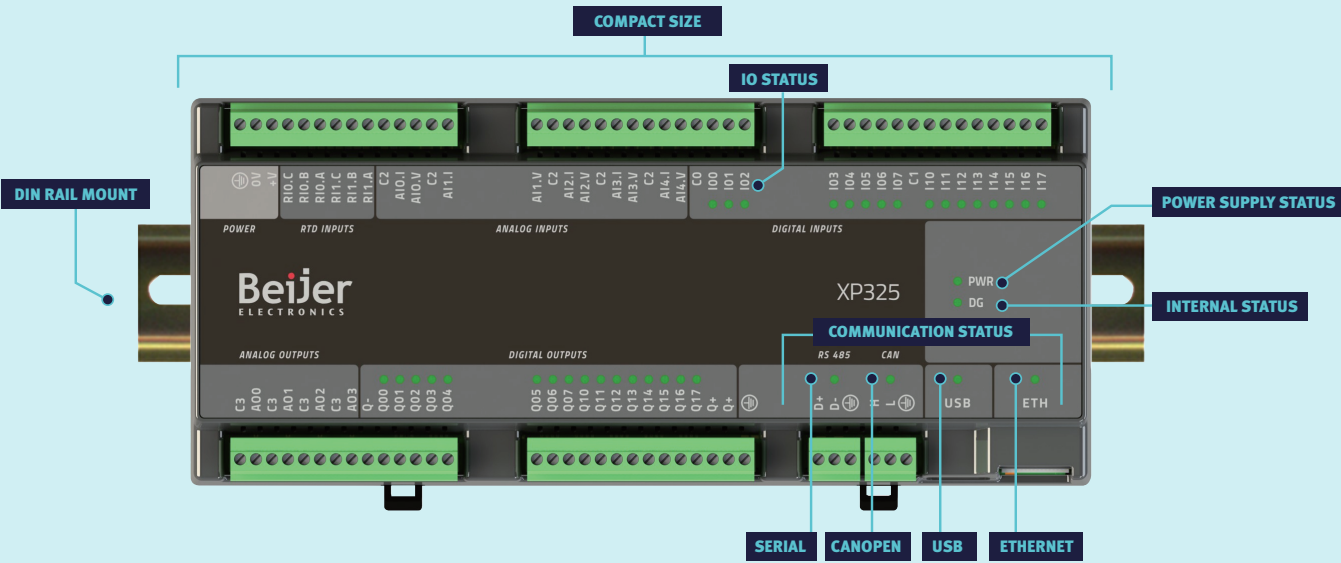 COMPACT SIZE
IO STATUS
DIN RAIL MOUNT
POWER SUPPLY STATUS
INTERNAL STATUS
0V +V RI0.C RI0.B RI0.A RI1.C RI1.B RI1.A C2 AI0.I AI0.V C2 AI1.I AI1.V C2 AI2.I AI2.V C2 AI3.I AI3.V C2 AI4.I AI4.V C0 I00 I01 I02 I03 I04 I05 I06 I07 C1 I10 I11 I12 I13 I14 I15 I16 I17
POWER RTD INPUTS ANALOG INPUTS DIGITAL INPUTS
Beijer
ELECTRONICS
XP325
PWR
DG
COMMUNICATION STATUS
ANALOG OUTPUTS DIGITAL OUTPUTS RS 485 CAN
C3 AO0 C3 AO1 C3 AO2 C3 AO3 Q- Q00 Q01 Q02 Q03 Q04 Q05 Q06 Q07 Q10 Q11 Q12 Q13 Q14 Q15 Q16 Q17 Q+ Q+ D+ D- H L USB ETH
SERIAL CANOPEN USB ETHERNET